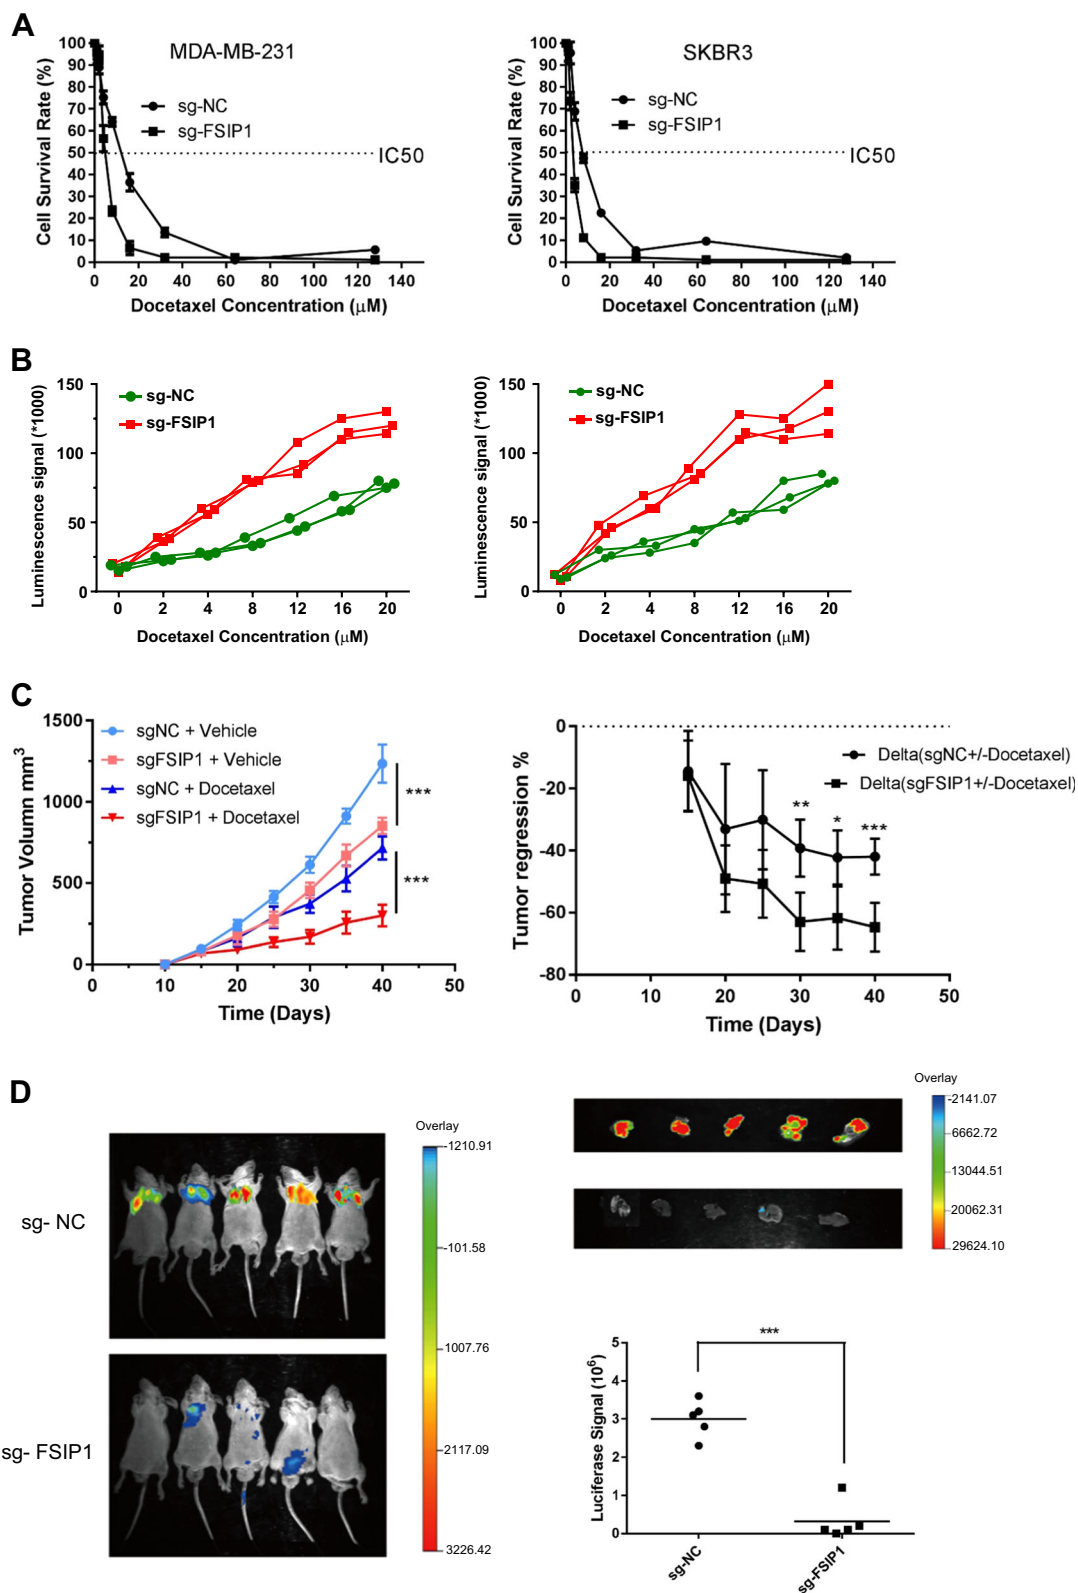 A
MDA-MB-231
SKBR3
Cell Survival Rate (%)
100
90
80
70
60
50
40
30
20
10
0
sg-NC
sg-FSIP1
IC50
0 20 40 60 80 100 120 140
Docetaxel Concentration (μM)
Cell Survival Rate (%)
100
90
80
70
60
50
40
30
20
10
0
sg-NC
sg-FSIP1
IC50
0 20 40 60 80 100 120 140
Docetaxel Concentration (μM)
B
Luminescence signal (*1000)
150
100
50
0
sg-NC
sg-FSIP1
0 2 4 8 12 16 20
Docetaxel Concentration (μM)
Luminescence signal (*1000)
150
100
50
0
sg-NC
sg-FSIP1
0 2 4 8 12 16 20
Docetaxel Concentration (μM)
C
Tumor Volumn mm3
1500
1000
500
0
sgNC + Vehicle
sgFSIP1 + Vehicle
sgNC + Docetaxel
sgFSIP1 + Docetaxel
***
***
0 10 20 30 40 50
Time (Days)
Tumor regression %
0
-20
-40
-60
-80
Delta(sgNC+/-Docetaxel)
Delta(sgFSIP1+/-Docetaxel)
** * ***
0 10 20 30 40 50
Time (Days)
D
sg- NC
sg- FSIP1
Overlay
-1210.91
-101.58
1007.76
2117.09
3226.42
Overlay
-2141.07
6662.72
13044.51
20062.31
29624.10
Luciferase Signal (106)
5
4
3
2
1
0
***
sg-NC
sg-FSIP1